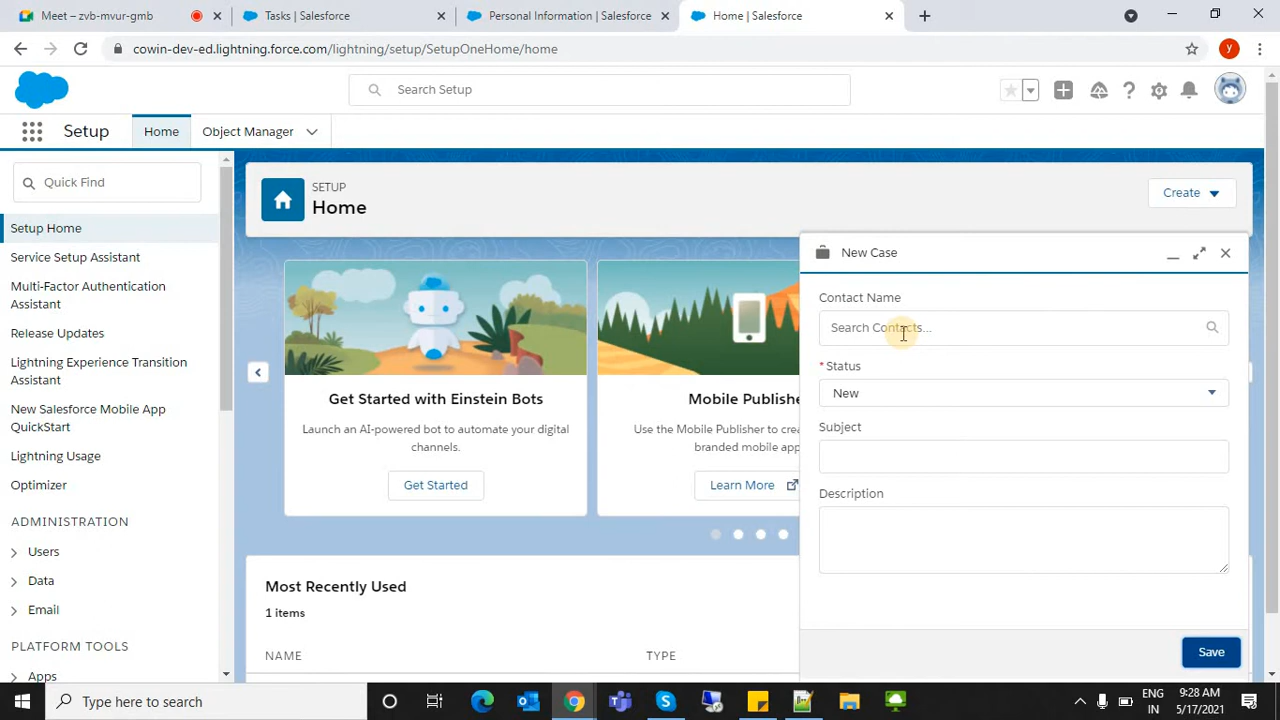 Meet – zvb-mvur-gmb
Tasks | Salesforce
Personal Information | Salesforce
Home | Salesforce
cowin-dev-ed.lightning.force.com/lightning/setup/SetupOneHome/home
y
Search Setup
Setup
Home
Object Manager
Quick Find
Setup Home
Service Setup Assistant
Multi-Factor Authentication
Assistant
Release Updates
Lightning Experience Transition
Assistant
New Salesforce Mobile App
QuickStart
Lightning Usage
Optimizer
ADMINISTRATION
Users
Data
Email
PLATFORM TOOLS
Apps
SETUP
Home
Create
Get Started with Einstein Bots
Launch an AI-powered bot to automate your digital
channels.
Get Started
Mobile Publishe
Use the Mobile Publisher to crea
branded mobile app
Learn More
Most Recently Used
1 items
NAME
TYPE
New Case
Contact Name
Search Contacts...
* Status
New
Subject
Description
Save
Type here to search
ENG
IN
9:28 AM
5/17/2021